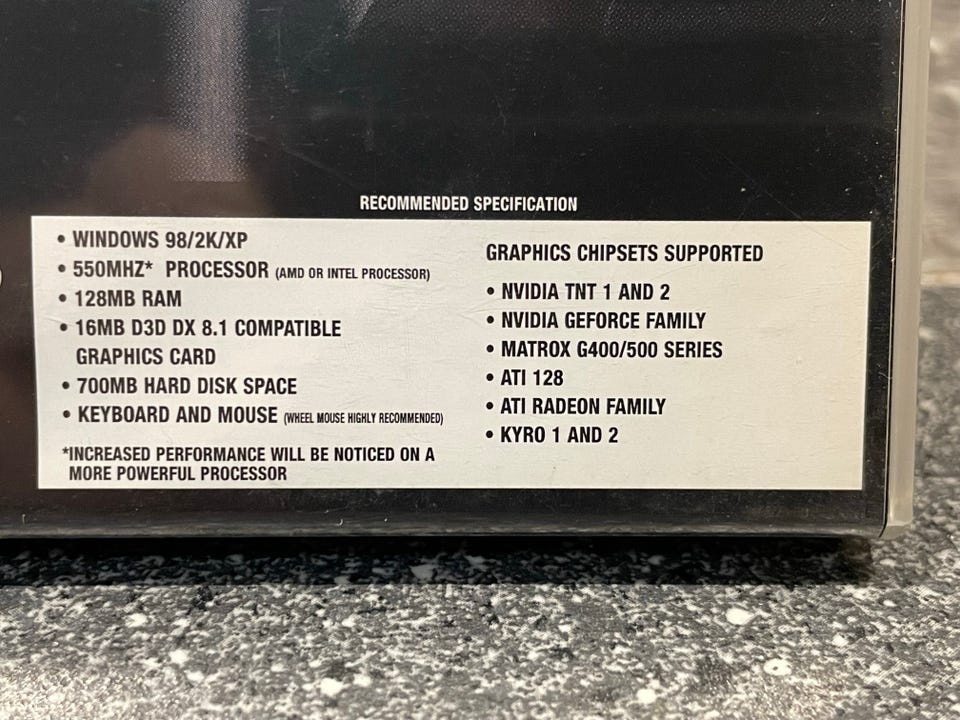 RECOMMENDED SPECIFICATION
• WINDOWS 98/2K/XP
• 550MHZ* PROCESSOR (AMD OR INTEL PROCESSOR)
• 128MB RAM
• 16MB D3D DX 8.1 COMPATIBLE
GRAPHICS CARD
• 700MB HARD DISK SPACE
• KEYBOARD AND MOUSE (WHEEL MOUSE HIGHLY RECOMMENDED)
*INCREASED PERFORMANCE WILL BE NOTICED ON A
MORE POWERFUL PROCESSOR
GRAPHICS CHIPSETS SUPPORTED
• NVIDIA TNT 1 AND 2
• NVIDIA GEFORCE FAMILY
• MATROX G400/500 SERIES
• ATI 128
• ATI RADEON FAMILY
• KYRO 1 AND 2